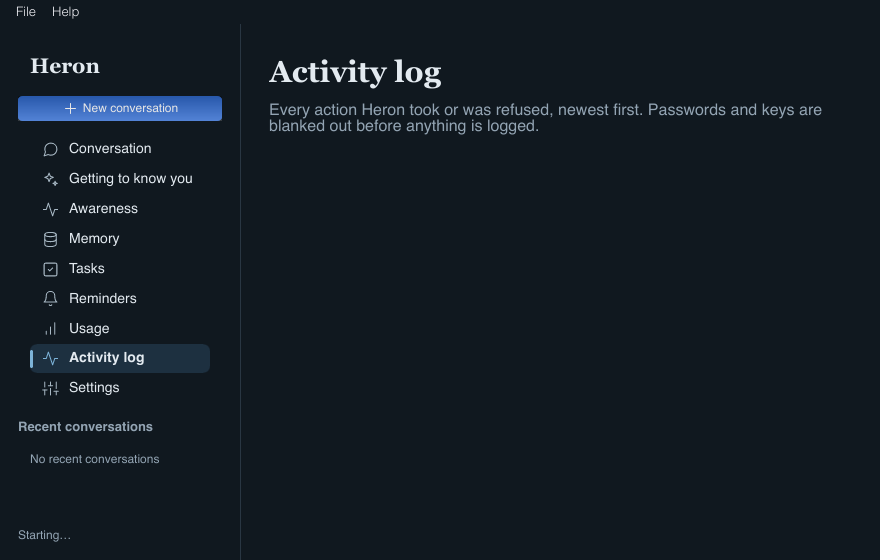 File Help
Heron
New conversation
Conversation
Getting to know you
Awareness
Memory
Tasks
Reminders
Usage
Activity log
Settings
Recent conversations
No recent conversations
Starting…
Activity log
Every action Heron took or was refused, newest first. Passwords and keys are
blanked out before anything is logged.